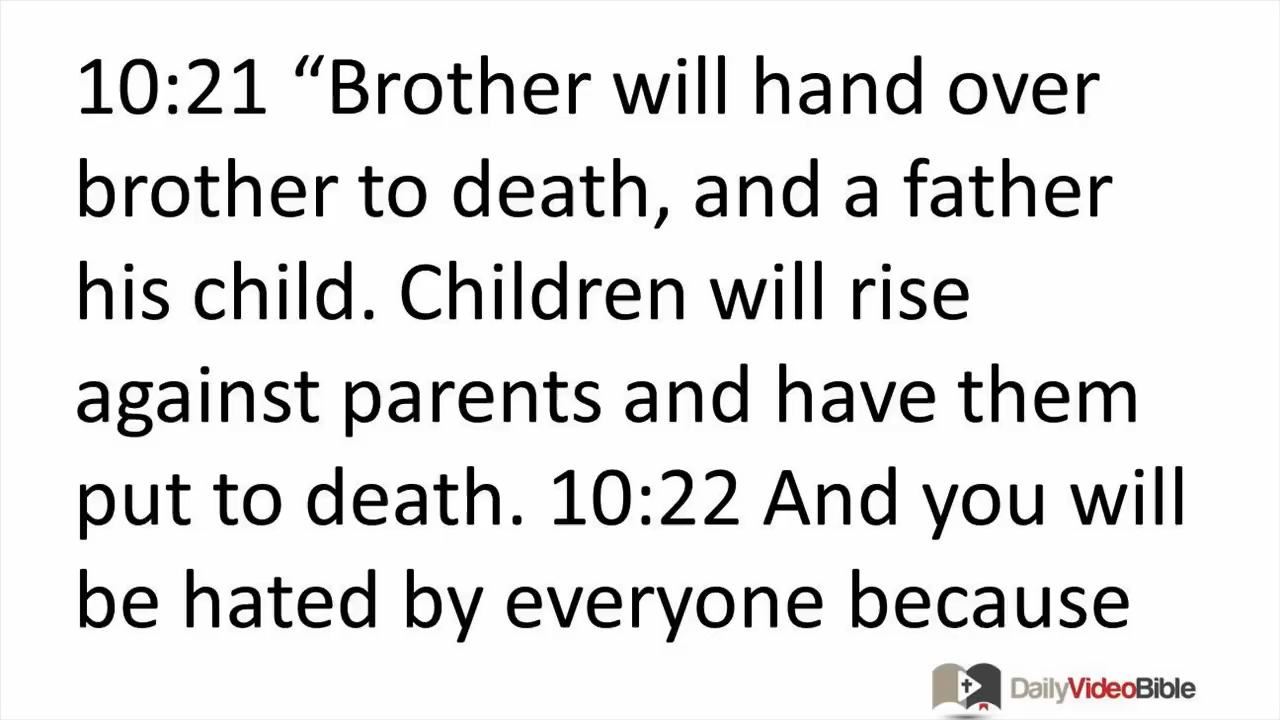 10:21 “Brother will hand over
brother to death, and a father
his child. Children will rise
against parents and have them
put to death. 10:22 And you will
be hated by everyone because
DailyVideoBible